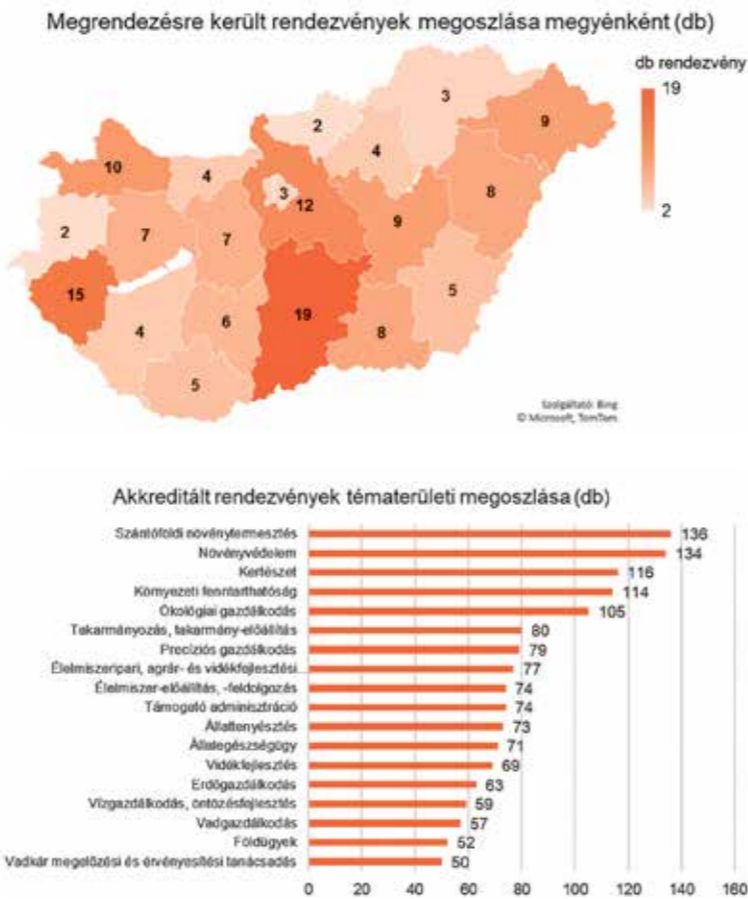 Megrendezésre került rendezvények megoszlása megyénként (db)
db rendezvény
19
2
3
9
2
4
10
4
3
12
8
9
2
7
7
15
5
19
6
4
8
5
Szolgáltató: Bing
© Microsoft, TomTom
Akkreditált rendezvények tématerületi megoszlása (db)
Szántóföldi növénytermesztés 136
Növényvédelem 134
Kertészet 116
Környezeti fenntarthatóság 114
Ökológiai gazdálkodás 105
Takarmányozás, takarmány-előállítás 80
Precíziós gazdálkodás 79
Élelmiszeripari, agrár- és vidékfejlesztési 77
Élelmiszer-előállítás, -feldolgozás 74
Támogató adminisztráció 74
Állattenyésztés 73
Állategészségügy 71
Vidékfejlesztés 69
Erdőgazdálkodás 63
Vízgazdálkodás, öntözésfejlesztés 59
Vadgazdálkodás 57
Földügyek 52
Vadkár megelőzési és érvényesítési tanácsadás 50
0 20 40 60 80 100 120 140 160